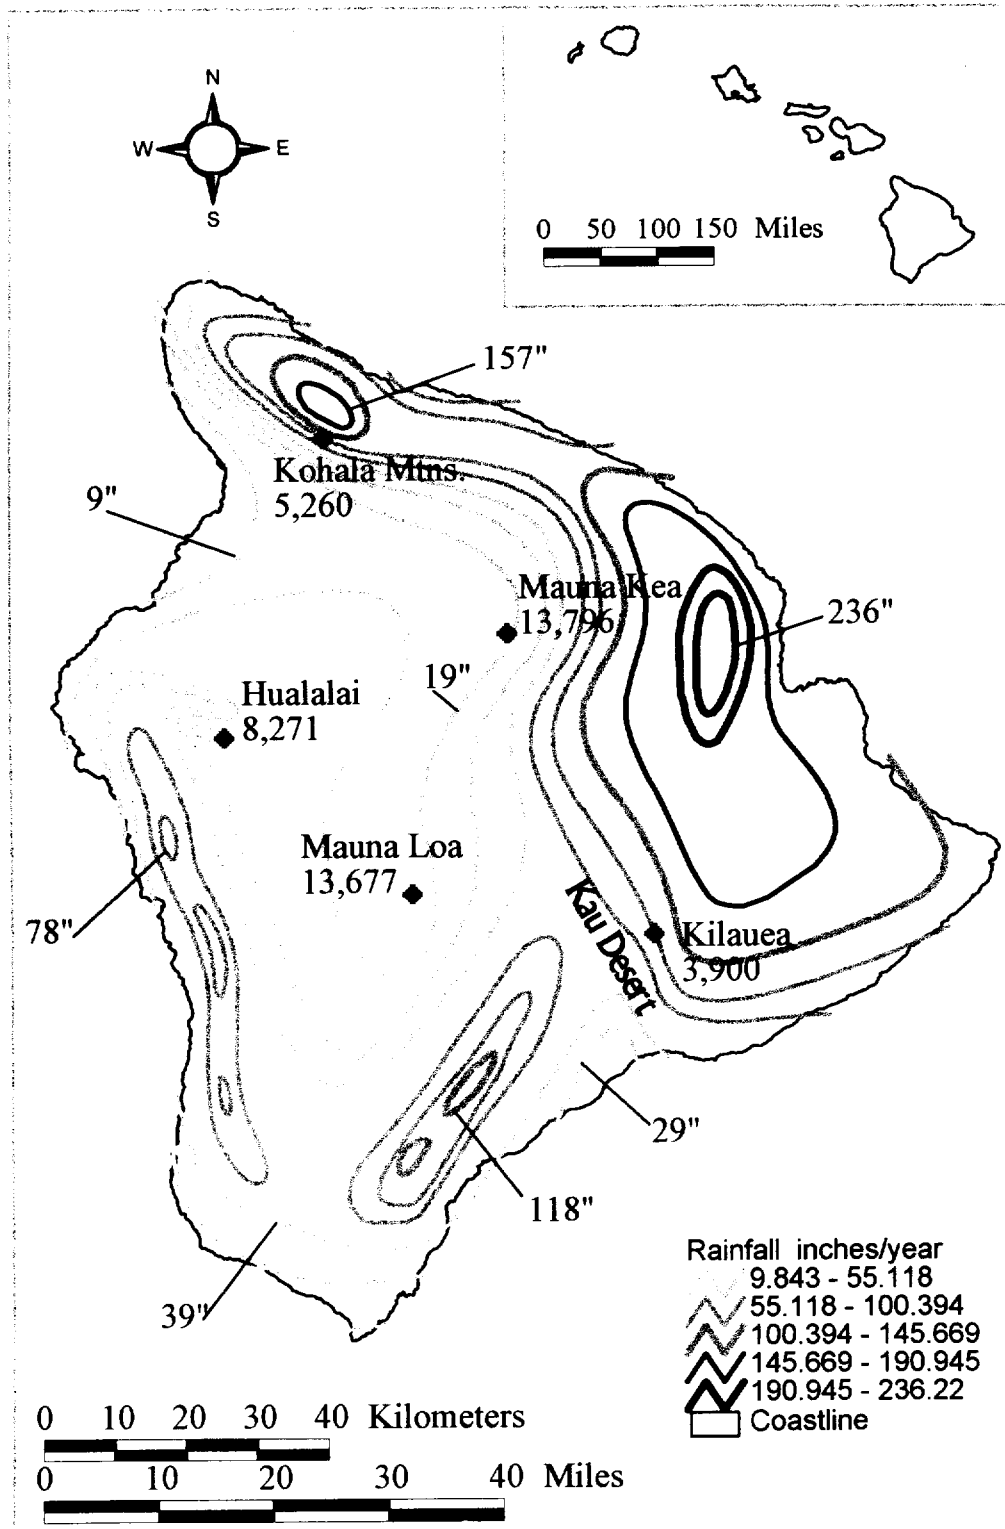 N
W E
S
0 50 100 150 Miles
157"
Kohala Mtns.
5,260
9"
Mauna Kea
13,796
236"
19"
Hualalai
8,271
Mauna Loa
13,677
78"
Kau Desert
Kilauea
3,900
29"
118"
39"
Rainfall inches/year
9.843 - 55.118
55.118 - 100.394
100.394 - 145.669
145.669 - 190.945
190.945 - 236.22
Coastline
0 10 20 30 40 Kilometers
0 10 20 30 40 Miles